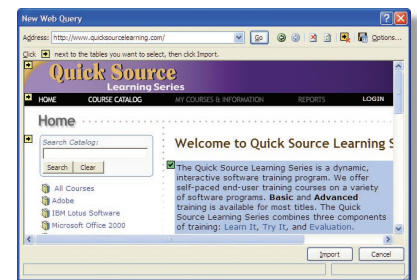 New Web Query
Address: http://www.quicksourcelearning.com/ Go Options...
Click next to the tables you want to select, then click Import.
Quick Source
Learning Series
HOME COURSE CATALOG MY COURSES & INFORMATION REPORTS LOGIN
Home
Search Catalog:
Search Clear
All Courses
Adobe
IBM Lotus Software
Microsoft Office 2000
Welcome to Quick Source Learning S
The Quick Source Learning Series is a dynamic,
interactive software training program. We offer
self-paced end-user training courses on a variety
of software programs. Basic and Advanced
training is available for most titles. The Quick
Source Learning Series combines three components
of training: Learn It, Try It, and Evaluation.
Import Cancel